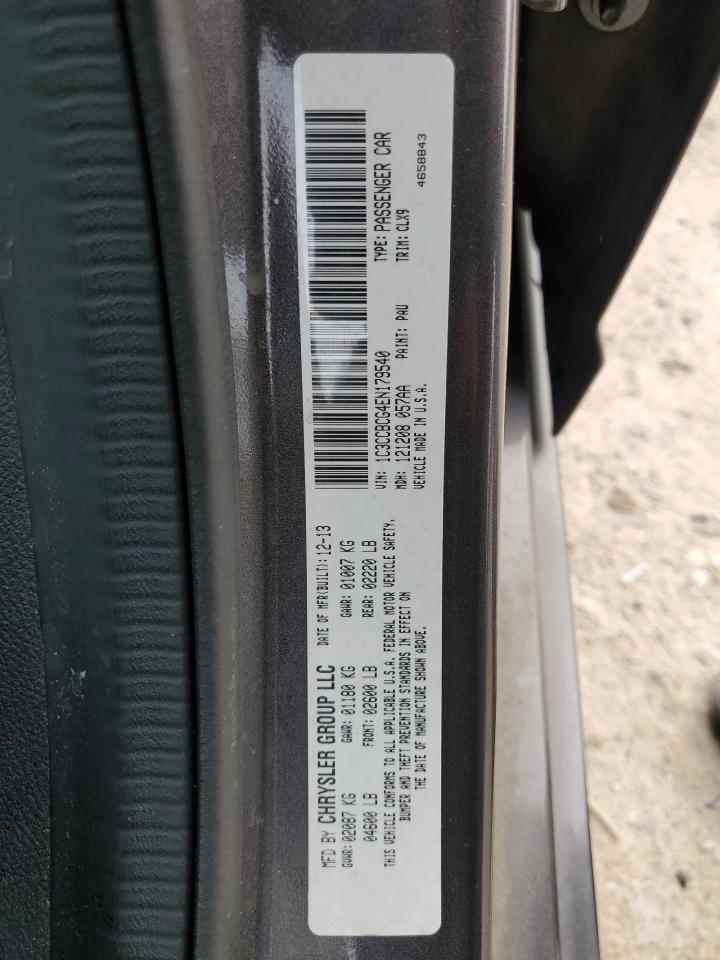 MFD BY CHRYSLER GROUP LLC DATE OF MFR(BUILT): 12-13
GVWR: 02087 KG GAWR: 01180 KG GAWR: 01007 KG
04600 LB FRONT: 02600 LB REAR: 02220 LB
THIS VEHICLE CONFORMS TO ALL APPLICABLE U.S.A. FEDERAL MOTOR VEHICLE SAFETY,
BUMPER AND THEFT PREVENTION STANDARDS IN EFFECT ON
THE DATE OF MANUFACTURE SHOWN ABOVE.
VIN: 1C3CCBCG4EN179540 TYPE: PASSENGER CAR
MDH: 121208 057AA PAINT: PAU TRIM: CLX9
VEHICLE MADE IN U.S.A. 4658843